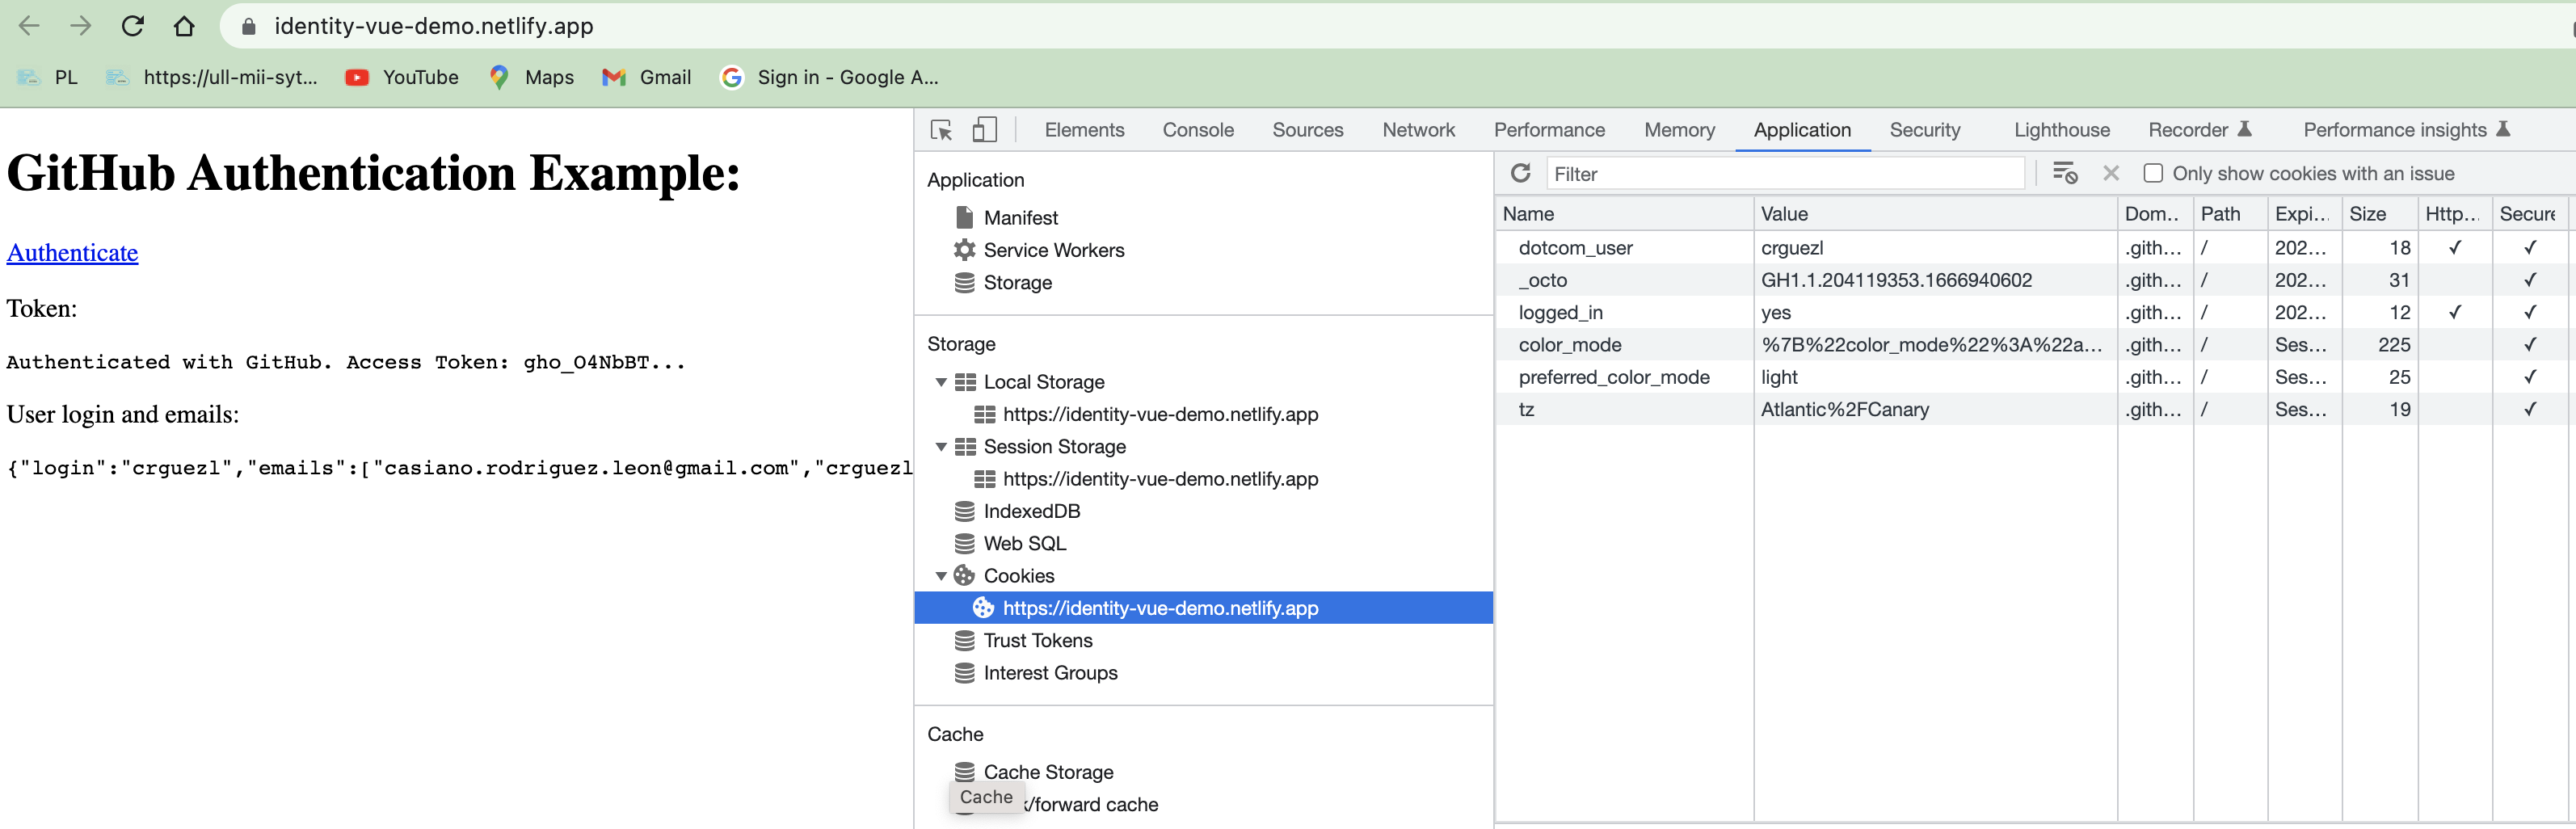 identity-vue-demo.netlify.app
PL https://ull-mii-syt... YouTube Maps Gmail Sign in - Google A...
GitHub Authentication Example:
Authenticate
Token:
Authenticated with GitHub. Access Token: gho_O4NbBT...
User login and emails:
{"login":"crguezl","emails":["casiano.rodriguez.leon@gmail.com","crguezl
Elements Console Sources Network Performance Memory Application Security Lighthouse Recorder Performance insights
Application
Manifest
Service Workers
Storage
Storage
Local Storage
https://identity-vue-demo.netlify.app
Session Storage
https://identity-vue-demo.netlify.app
IndexedDB
Web SQL
Cookies
https://identity-vue-demo.netlify.app
Trust Tokens
Interest Groups
Cache
Cache Storage
Cache
k/forward cache
Filter Only show cookies with an issue
Name Value Dom... Path Expi... Size Http... Secure
dotcom_user crguezl .gith... / 202... 18 ✓ ✓
_octo GH1.1.204119353.1666940602 .gith... / 202... 31 ✓
logged_in yes .gith... / 202... 12 ✓ ✓
color_mode %7B%22color_mode%22%3A%22a... .gith... / Ses... 225 ✓
preferred_color_mode light .gith... / Ses... 25 ✓
tz Atlantic%2FCanary .gith... / Ses... 19 ✓